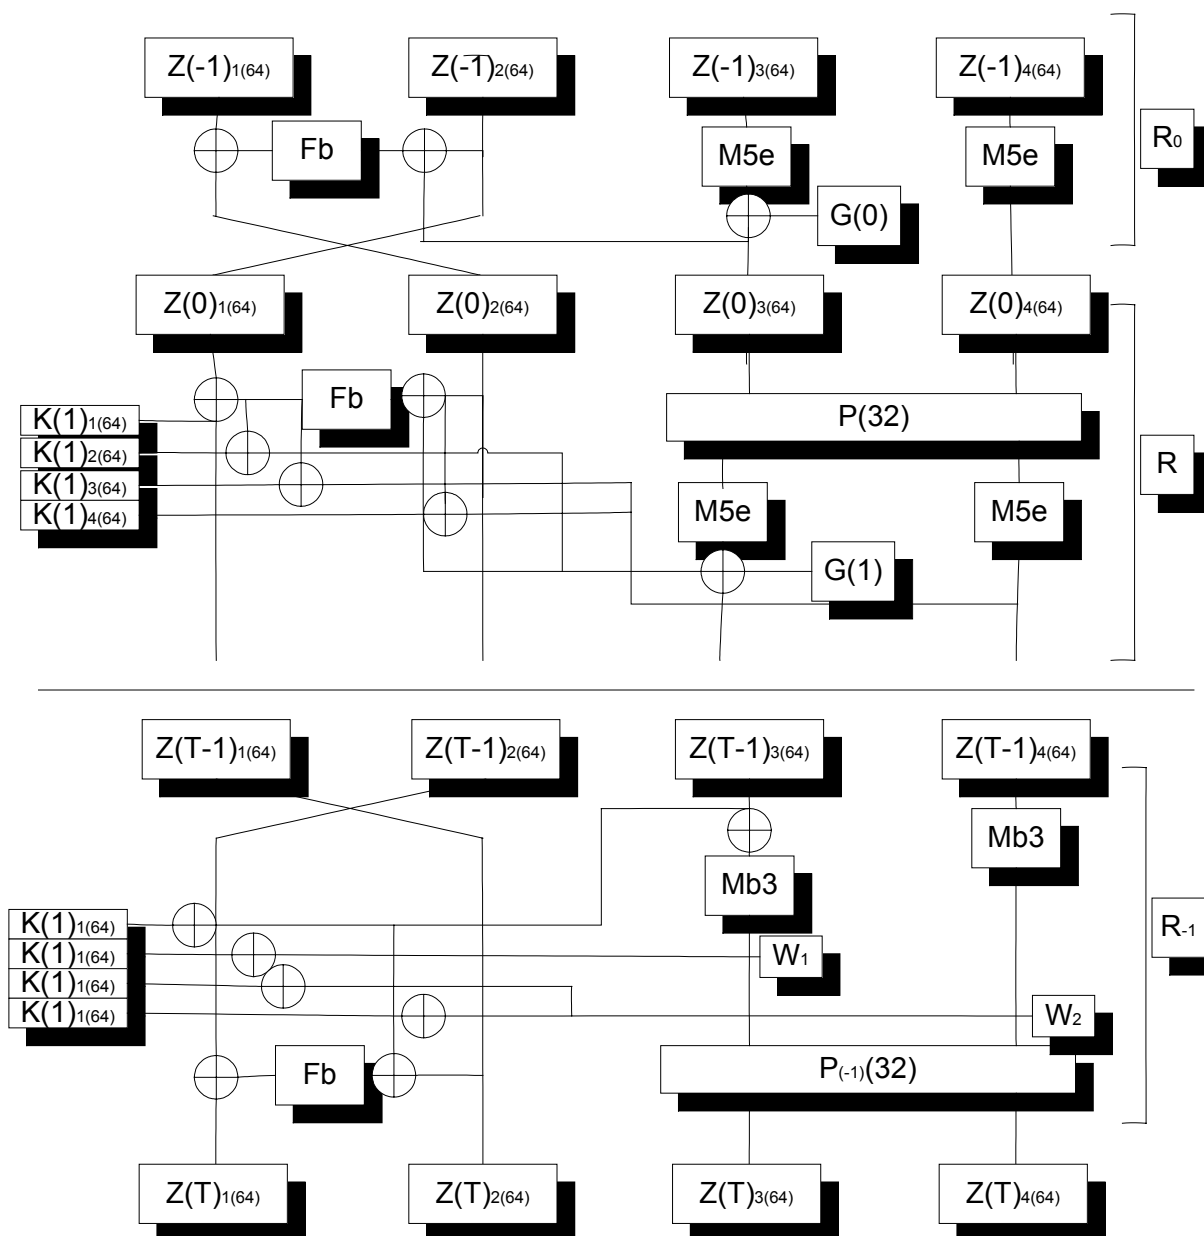 Z(-1)1(64) Z(-1)2(64) Z(-1)3(64) Z(-1)4(64)
Fb M5e M5e R0
G(0)
Z(0)1(64) Z(0)2(64) Z(0)3(64) Z(0)4(64)
Fb P(32)
K(1)1(64)
K(1)2(64) R
K(1)3(64)
K(1)4(64) M5e M5e
G(1)
Z(T-1)1(64) Z(T-1)2(64) Z(T-1)3(64) Z(T-1)4(64)
Mb3
Mb3
K(1)1(64) R-1
K(1)1(64) W1
K(1)1(64)
K(1)1(64) W2
Fb P(-1)(32)
Z(T)1(64) Z(T)2(64) Z(T)3(64) Z(T)4(64)